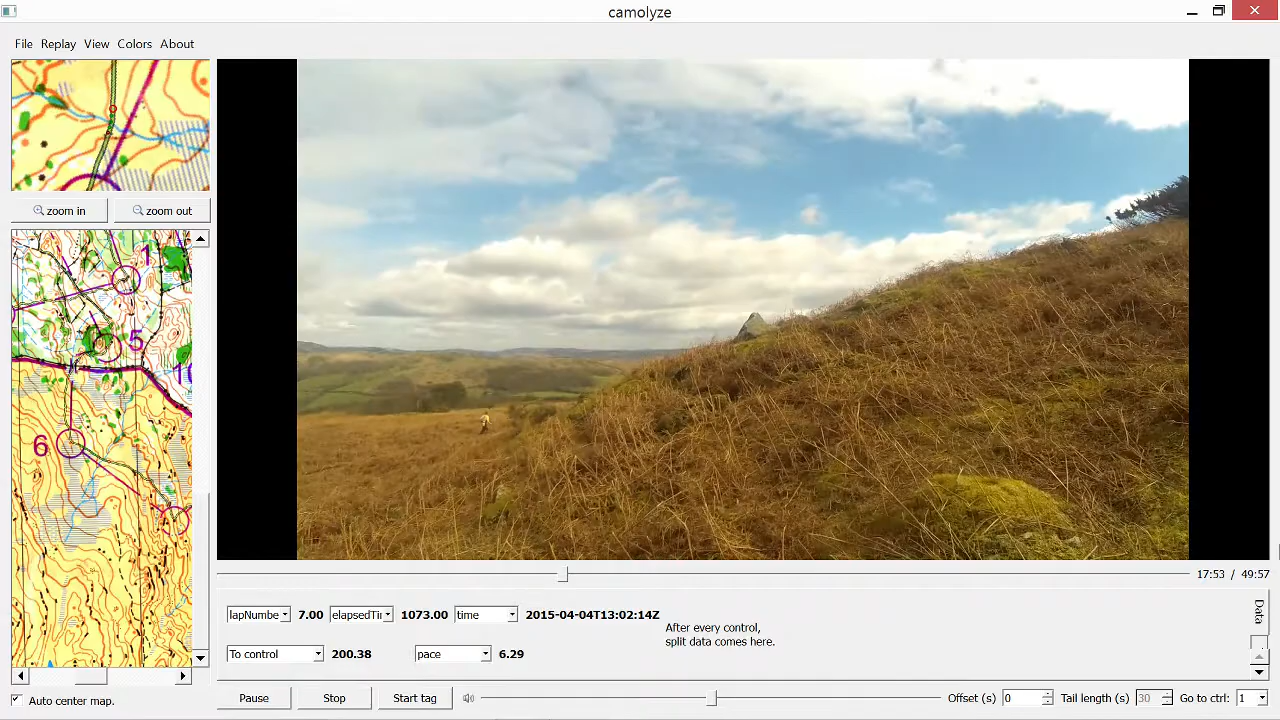 camolyze
File Replay View Colors About
zoom in zoom out
1
5
6
17:53 / 49:57
lapNumbe 7.00 elapsedTi 1073.00 time 2015-04-04T13:02:14Z
After every control,
split data comes here.
To control 200.38 pace 6.29
Data
Auto center map.
Pause Stop Start tag Offset (s) 0 Tail length (s) 30 Go to ctrl: 1